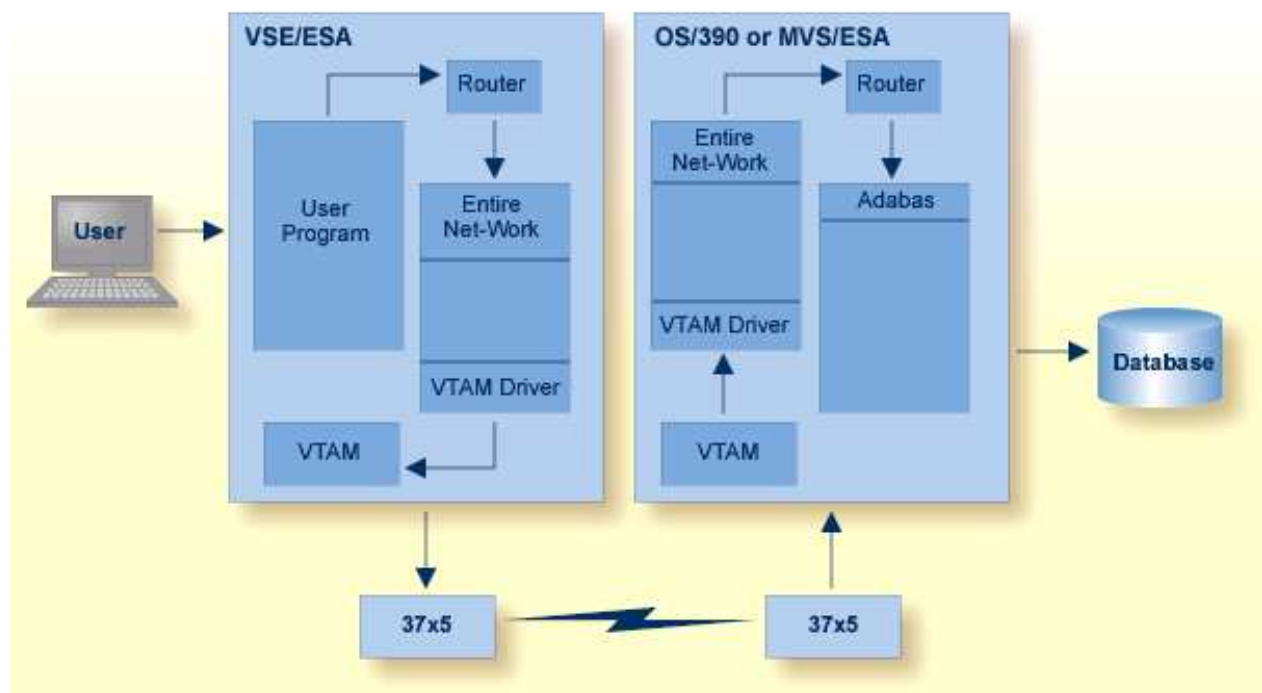 VSE/ESA
Router
User
Program
Entire
Net-Work
VTAM Driver
VTAM
User
OS/390 or MVS/ESA
Entire
Net-Work
Router
Adabas
VTAM Driver
VTAM
Database
37x5
37x5